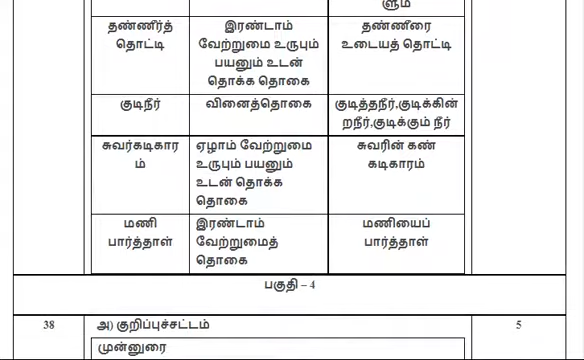 ளும்
தண்ணீர்த் இரண்டாம் தண்ணீரை
தொட்டி வேற்றுமை உருபும் உடையத் தொட்டி
பயனும் உடன்
தொக்க தொகை
குடிநீர் வினைத்தொகை குடித்தநீர்,குடிக்கின்
றநீர்,குடிக்கும் நீர்
சுவர்கடிகார ஏழாம் வேற்றுமை சுவரின் கண்
ம் உருபும் பயனும் கடிகாரம்
உடன் தொக்க
தொகை
மணி இரண்டாம் மணியைப்
பார்த்தாள் வேற்றுமைத் பார்த்தாள்
தொகை
பகுதி – 4
38 அ) குறிப்புச்சட்டம் 5
முன்னுரை